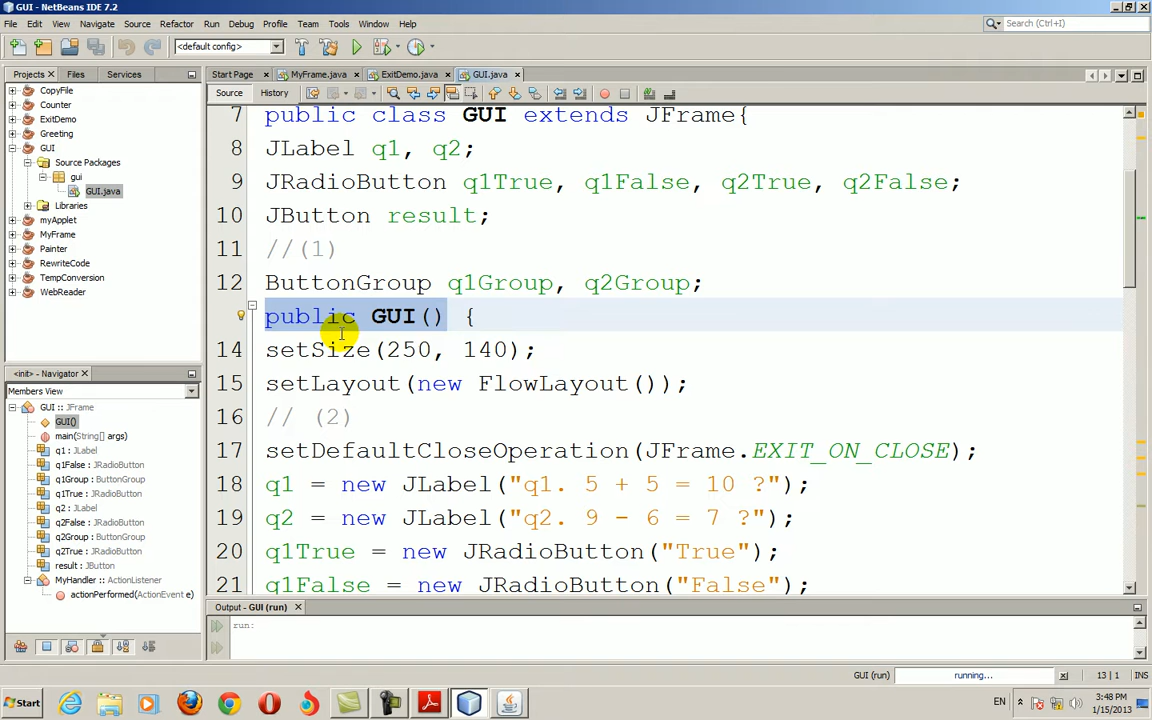 GUI - NetBeans IDE 7.2
File Edit View Navigate Source Refactor Run Debug Profile Team Tools Window Help
Search (Ctrl+I)
<default config>
Projects Files Services
Start Page MyFrame.java ExitDemo.java GUI.java
Source History
CopyFile
Counter
ExitDemo
Greeting
GUI
Source Packages
gui
GUI.java
Libraries
myApplet
MyFrame
Painter
RewriteCode
TempConversion
WebReader
7 public class GUI extends JFrame{
8 JLabel q1, q2;
9 JRadioButton q1True, q1False, q2True, q2False;
10 JButton result;
11 //(1)
12 ButtonGroup q1Group, q2Group;
public GUI() {
14 setSize(250, 140);
15 setLayout(new FlowLayout());
16 // (2)
17 setDefaultCloseOperation(JFrame.EXIT_ON_CLOSE);
18 q1 = new JLabel("q1. 5 + 5 = 10 ?");
19 q2 = new JLabel("q2. 9 - 6 = 7 ?");
20 q1True = new JRadioButton("True");
21 q1False = new JRadioButton("False");
<init> - Navigator
Members View
GUI :: JFrame
GUI()
main(String[] args)
q1 : JLabel
q1False : JRadioButton
q1Group : ButtonGroup
q1True : JRadioButton
q2 : JLabel
q2False : JRadioButton
q2Group : ButtonGroup
q2True : JRadioButton
result : JButton
MyHandler :: ActionListener
actionPerformed(ActionEvent e)
Output - GUI (run)
run:
GUI (run) running... 13 | 1 INS
Start
EN
3:48 PM
1/15/2013